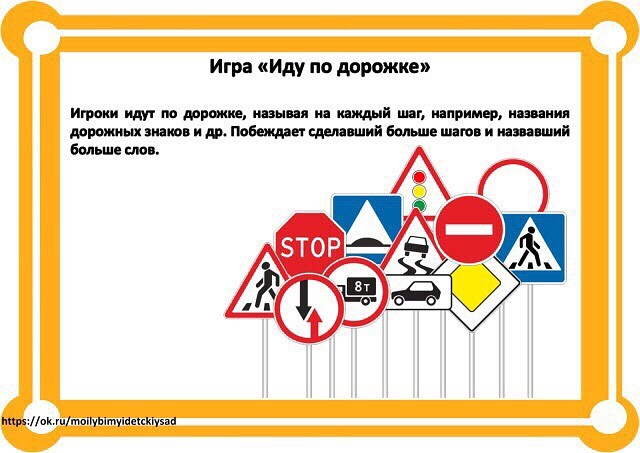 Игра «Иду по дорожке»
Игроки идут по дорожке, называя на каждый шаг, например, названия
дорожных знаков и др. Побеждает сделавший больше шагов и назвавший
больше слов.
STOP
8т
https://ok.ru/moilybimyidetckiysad